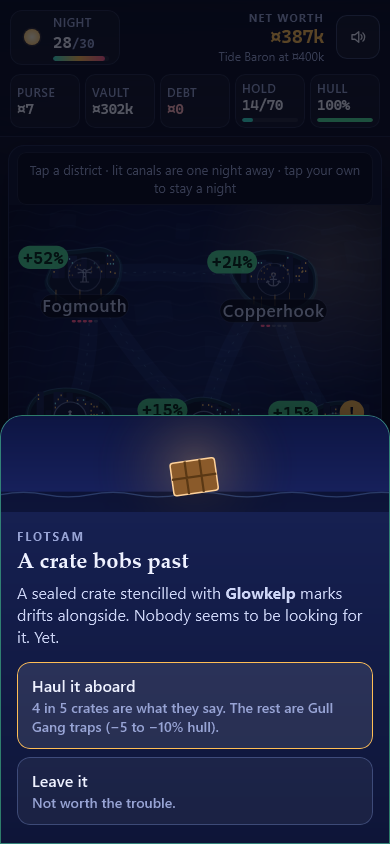 NIGHT
28/30
NET WORTH
¤387k
Tide Baron at ¤400k
PURSE
¤7
VAULT
¤302k
DEBT
¤0
HOLD
14/70
HULL
100%
Tap a district · lit canals are one night away · tap your own
to stay a night
+52%
+24%
Fogmouth
Copperhook
+15%
+15%
!
FLOTSAM
A crate bobs past
A sealed crate stencilled with Glowkelp marks
drifts alongside. Nobody seems to be looking for
it. Yet.
Haul it aboard
4 in 5 crates are what they say. The rest are Gull
Gang traps (−5 to −10% hull).
Leave it
Not worth the trouble.